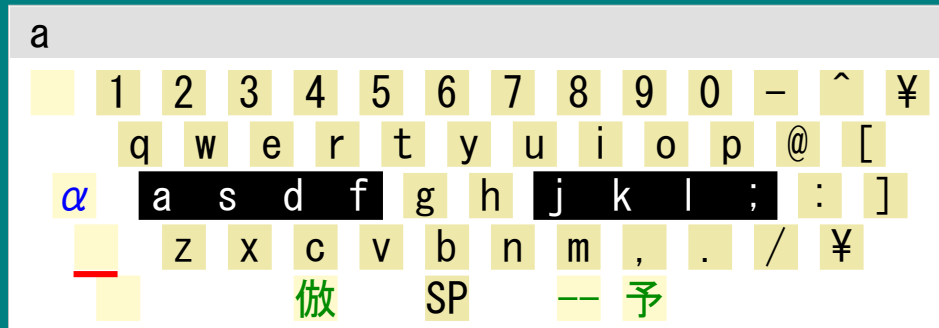 a
1 2 3 4 5 6 7 8 9 0 - ^ ¥
q w e r t y u i o p @ [
α a s d f g h j k l ; : ]
z x c v b n m , . / ¥
倣 SP -- 予